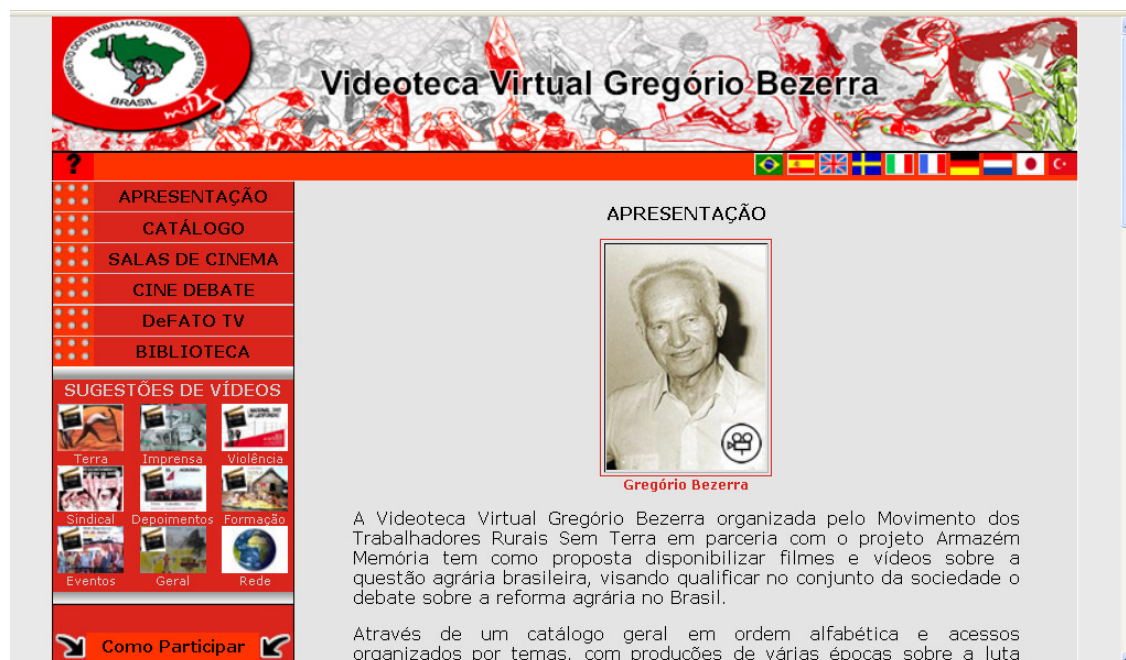 MOVIMENTO DOS TRABALHADORES RURAIS SEM TERRA
BRASIL
Videoteca Virtual Gregório Bezerra
?
APRESENTAÇÃO
CATÁLOGO
SALAS DE CINEMA
CINE DEBATE
DeFATO TV
BIBLIOTECA
SUGESTÕES DE VÍDEOS
Terra Imprensa Violência
Sindical Depoimentos Formação
Eventos Geral Rede
Como Participar
APRESENTAÇÃO
Gregório Bezerra
A Videoteca Virtual Gregório Bezerra organizada pelo Movimento dos
Trabalhadores Rurais Sem Terra em parceria com o projeto Armazém
Memória tem como proposta disponibilizar filmes e vídeos sobre a
questão agrária brasileira, visando qualificar no conjunto da sociedade o
debate sobre a reforma agrária no Brasil.
Através de um catálogo geral em ordem alfabética e acessos
organizados por temas, com produções de várias épocas sobre a luta